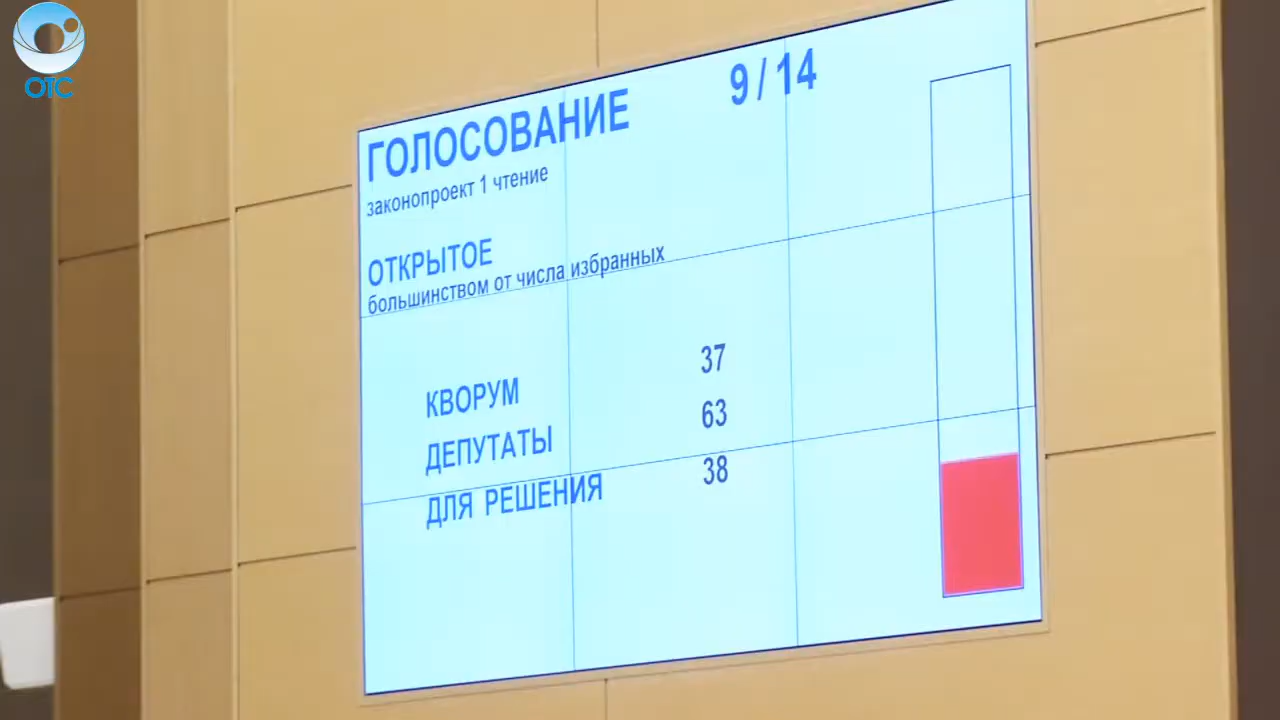 ОТС
ГОЛОСОВАНИЕ 9 / 14
законопроект 1 чтение
ОТКРЫТОЕ
большинством от числа избранных
КВОРУМ 37
ДЕПУТАТЫ 63
ДЛЯ РЕШЕНИЯ 38